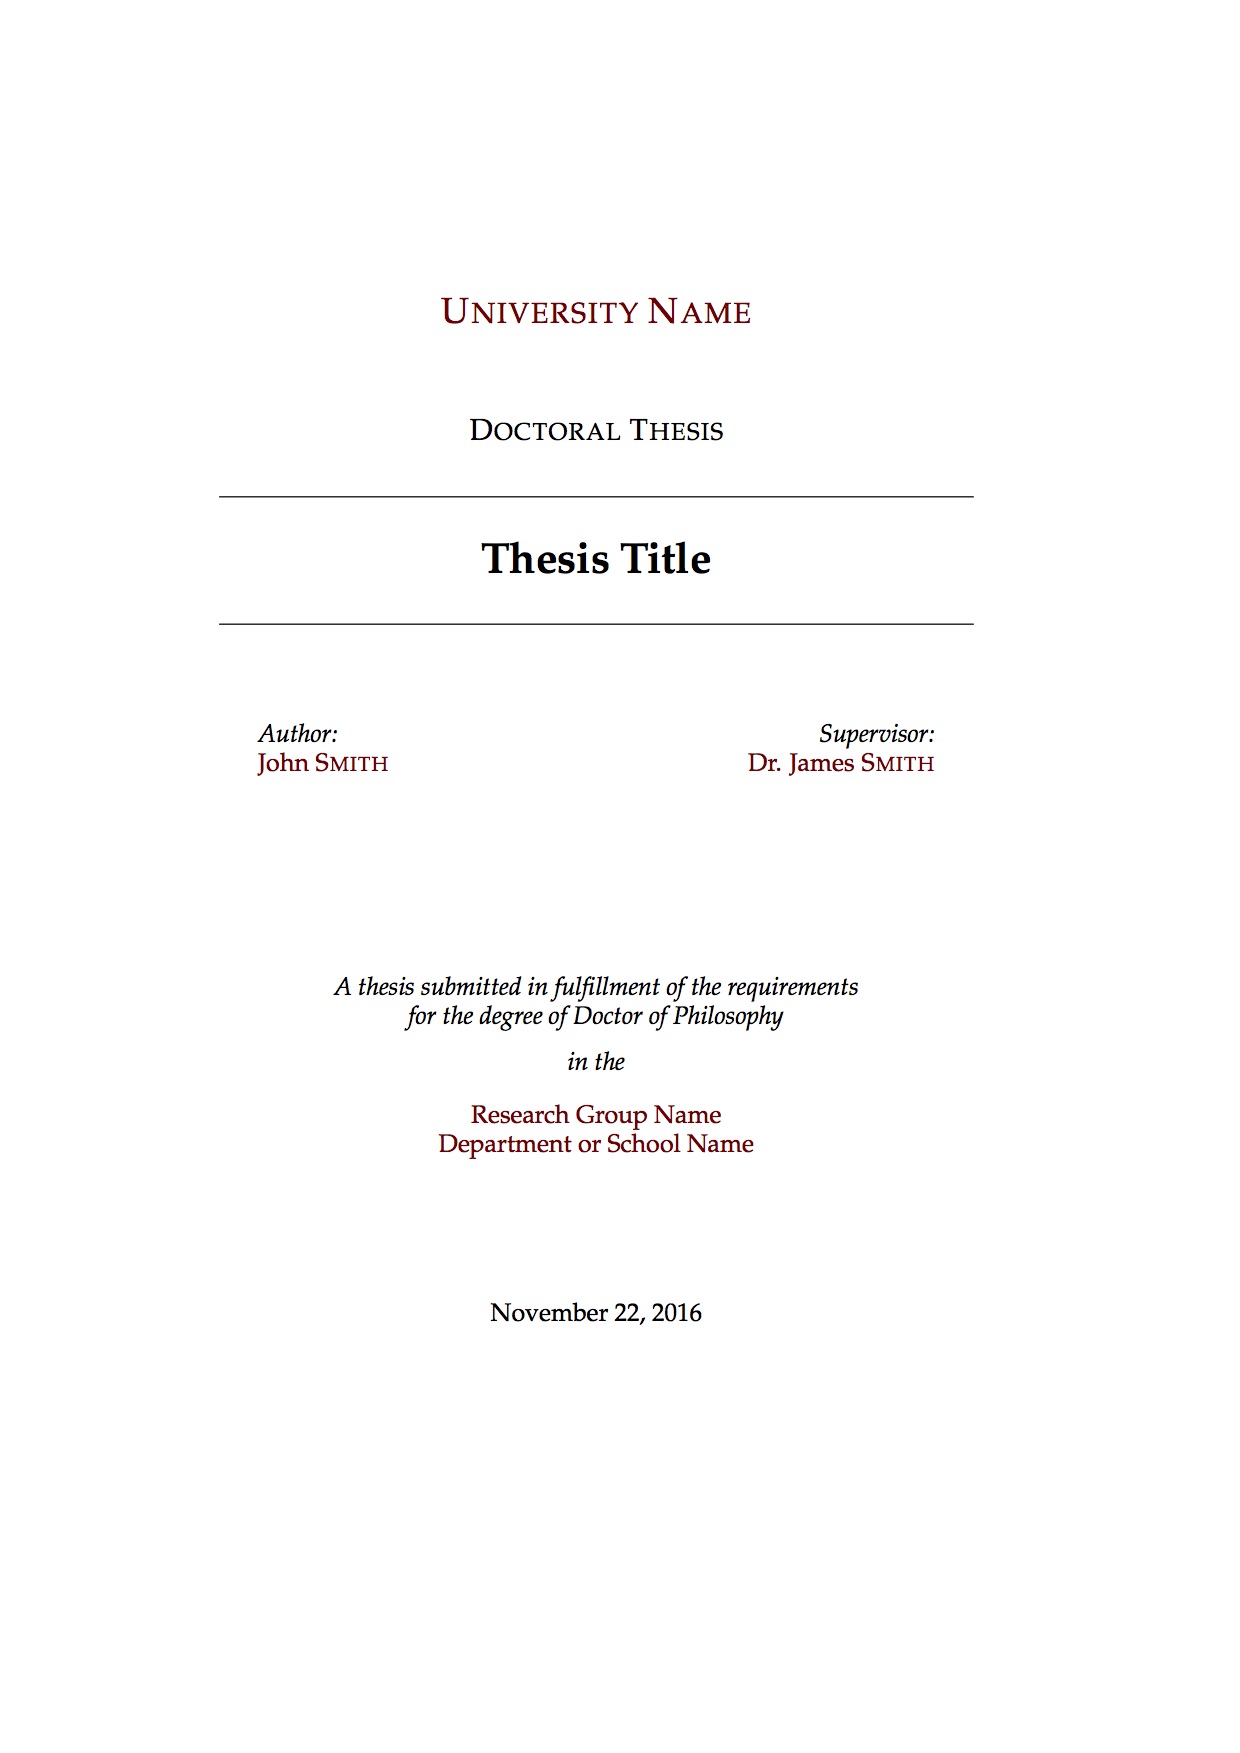 UNIVERSITY NAME
DOCTORAL THESIS
Thesis Title
Author:
John SMITH
Supervisor:
Dr. James SMITH
A thesis submitted in fulfillment of the requirements
for the degree of Doctor of Philosophy
in the
Research Group Name
Department or School Name
November 22, 2016